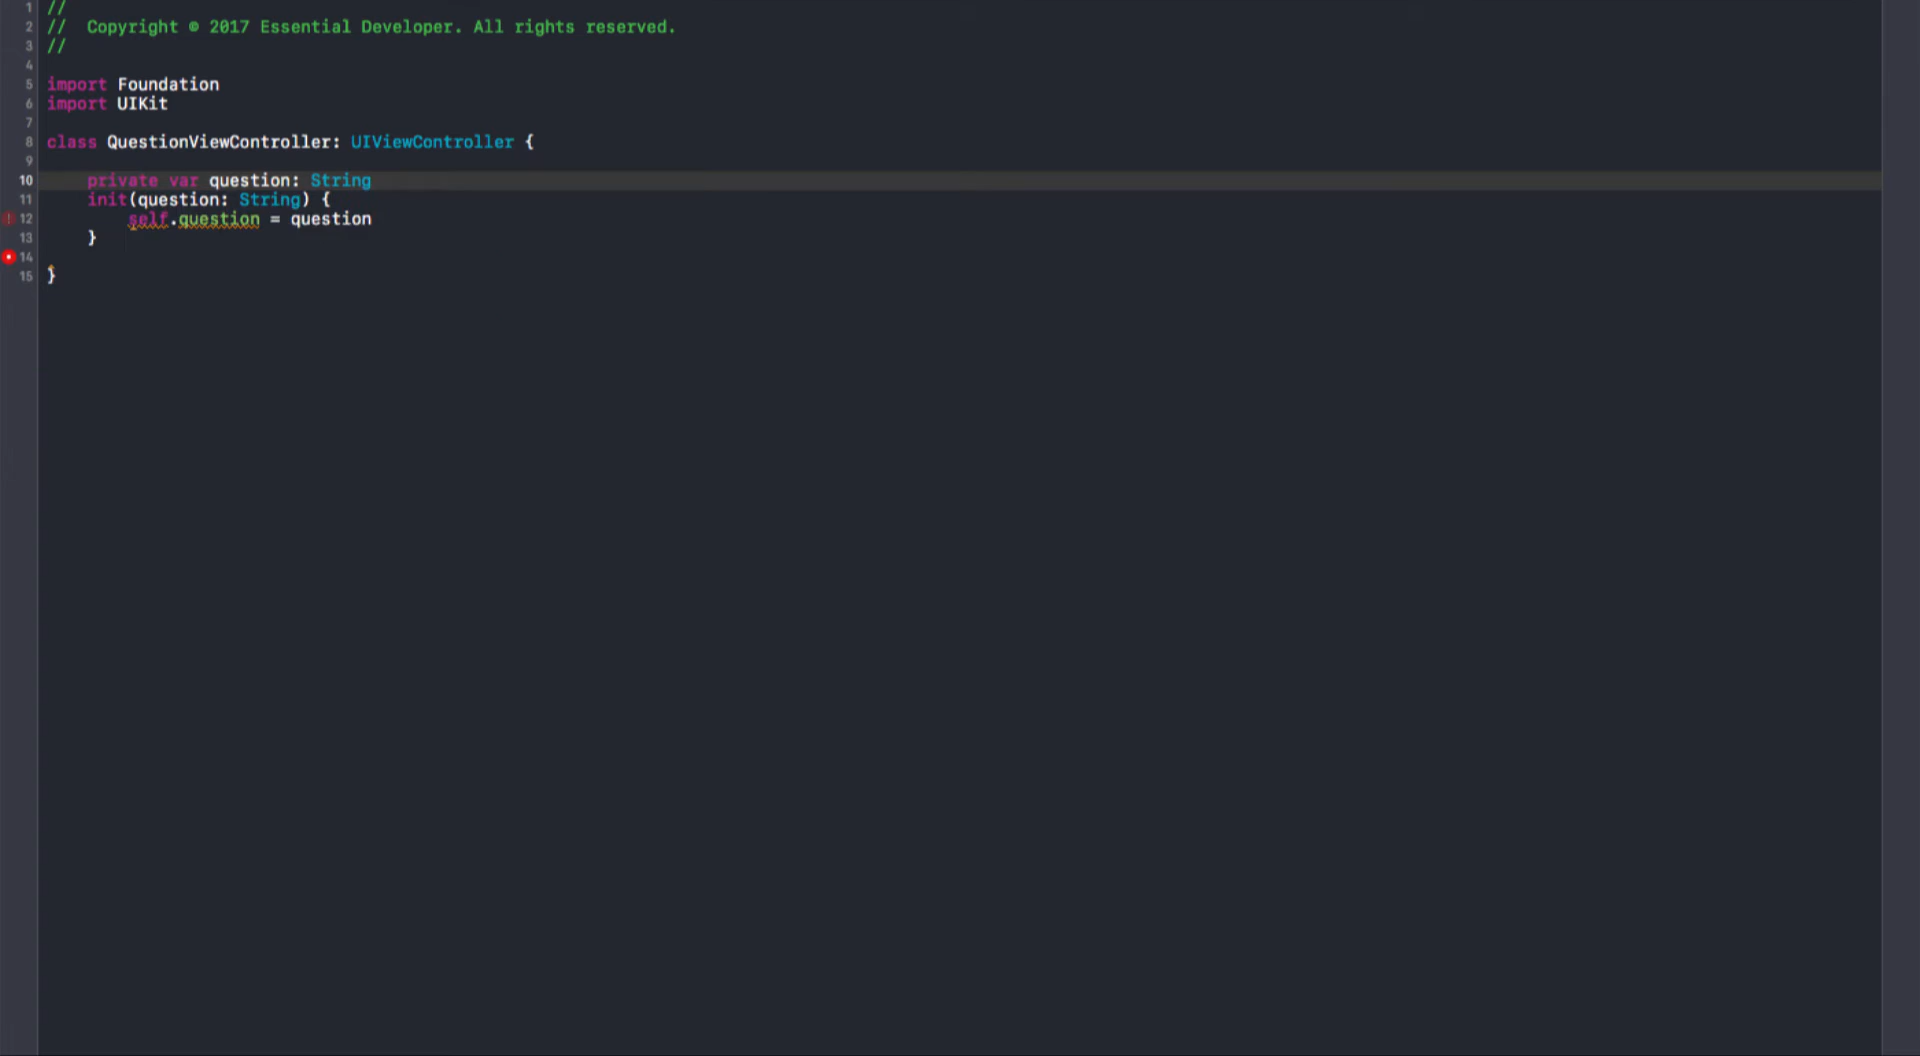 1 //
2 //  Copyright © 2017 Essential Developer. All rights reserved.
3 //
4
5 import Foundation
6 import UIKit
7
8 class QuestionViewController: UIViewController {
9
10     private var question: String
11     init(question: String) {
12         self.question = question
13     }
14
15 }